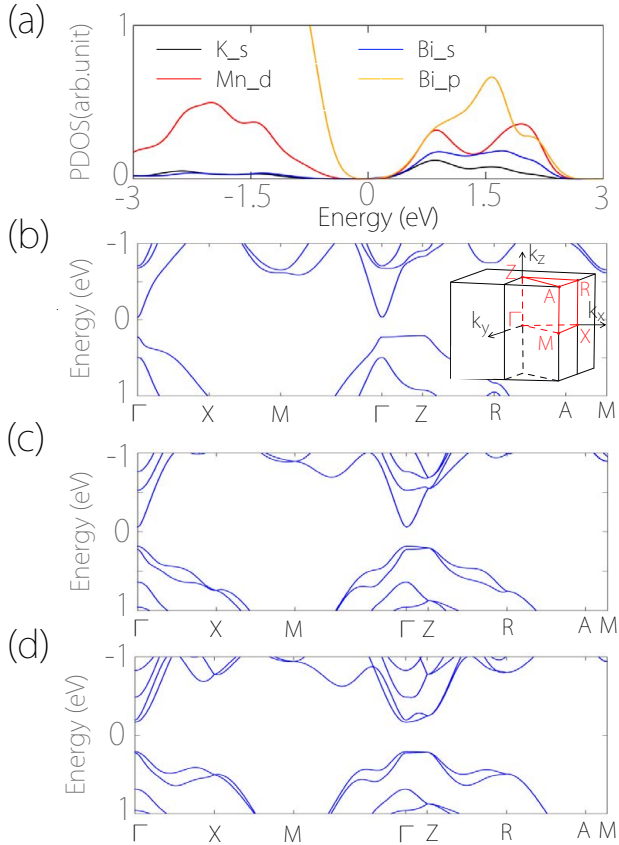 (a)
PDOS(arb.unit)
1
0
K_s
Mn_d
Bi_s
Bi_p
-3 -1.5 0 1.5 3
Energy (eV)
(b)
Energy (eV)
-1
0
1
Γ X M Γ Z R A M
k_z
Z
R
A
Γ
k_x
k_y
M
X
(c)
Energy (eV)
-1
0
1
Γ X M Γ Z R A M
(d)
Energy (eV)
-1
0
1
Γ X M Γ Z R A M